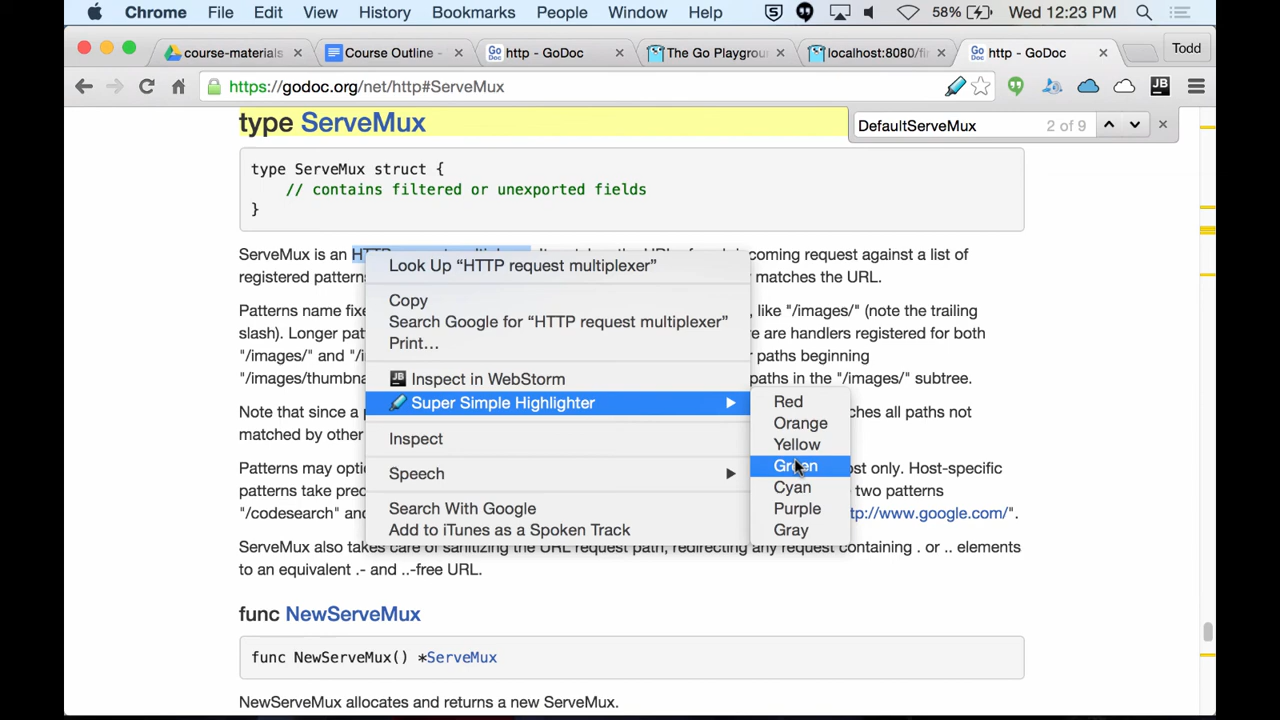 Chrome File Edit View History Bookmarks People Window Help 58% Wed 12:23 PM
course-materials Course Outline - http - GoDoc The Go Playground localhost:8080/fi http - GoDoc Todd
https://godoc.org/net/http#ServeMux
type ServeMux
DefaultServeMux 2 of 9
type ServeMux struct {
// contains filtered or unexported fields
}
ServeMux is an HTTP request multiplexer. coming request against a list of
registered pattern matches the URL.
Look Up “HTTP request multiplexer”
Copy
Search Google for “HTTP request multiplexer”
Print…
Inspect in WebStorm
Super Simple Highlighter
Inspect
Speech
Search With Google
Add to iTunes as a Spoken Track
Red
Orange
Yellow
Green
Cyan
Purple
Gray
Patterns name fixe , like "/images/" (note the trailing
slash). Longer pat re are handlers registered for both
"/images/" and "/i r paths beginning
"/images/thumbna paths in the "/images/" subtree.
Note that since a p ches all paths not
matched by other
Patterns may optio ost only. Host-specific
patterns take prec two patterns
"/codesearch" and tp://www.google.com/".
ServeMux also takes care of sanitizing the URL request path, redirecting any request containing . or .. elements
to an equivalent .- and ..-free URL.
func NewServeMux
func NewServeMux() *ServeMux
NewServeMux allocates and returns a new ServeMux.